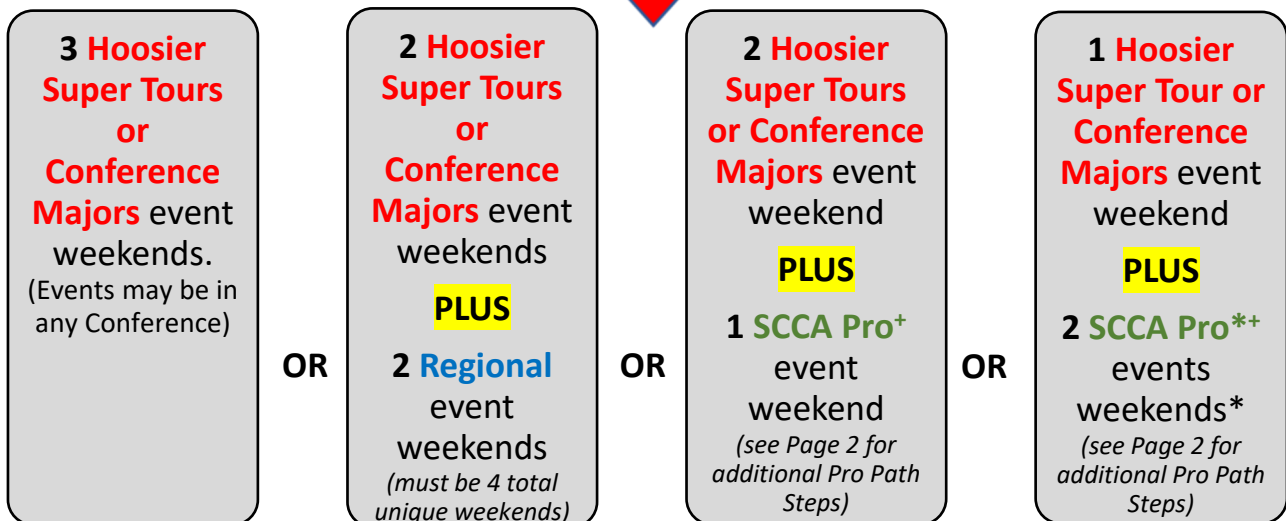 3 Hoosier
Super Tours
or
Conference
Majors event
weekends.
(Events may be in
any Conference)
OR
2 Hoosier
Super Tours
or
Conference
Majors event
weekends
PLUS
2 Regional
event
weekends
(must be 4 total
unique weekends)
OR
2 Hoosier
Super Tours
or Conference
Majors event
weekend
PLUS
1 SCCA Pro+
event
weekend
(see Page 2 for
additional Pro Path
Steps)
OR
1 Hoosier
Super Tour or
Conference
Majors event
weekend
PLUS
2 SCCA Pro*+
events
weekends*
(see Page 2 for
additional Pro Path
Steps)